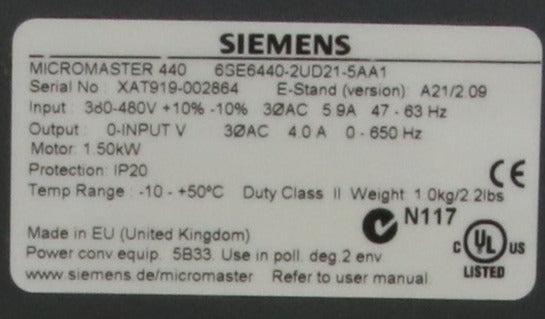 SIEMENS
MICROMASTER 440 6SE6440-2UD21-5AA1
Serial No : XAT919-002864 E-Stand (version) : A21/2.09
Input : 380-480V +10% -10% 3ØAC 5.9A 47 - 63 Hz
Output : 0-INPUT V 3ØAC 4.0 A 0 - 650 Hz
Motor: 1.50kW
Protection: IP20
Temp Range : -10 - +50°C Duty Class II Weight 1.0kg/2.2lbs
CE
N117
Made in EU (United Kingdom)
Power conv.equip. 5B33. Use in poll. deg.2 env.
www.siemens.de/micromaster Refer to user manual
C UL US
LISTED